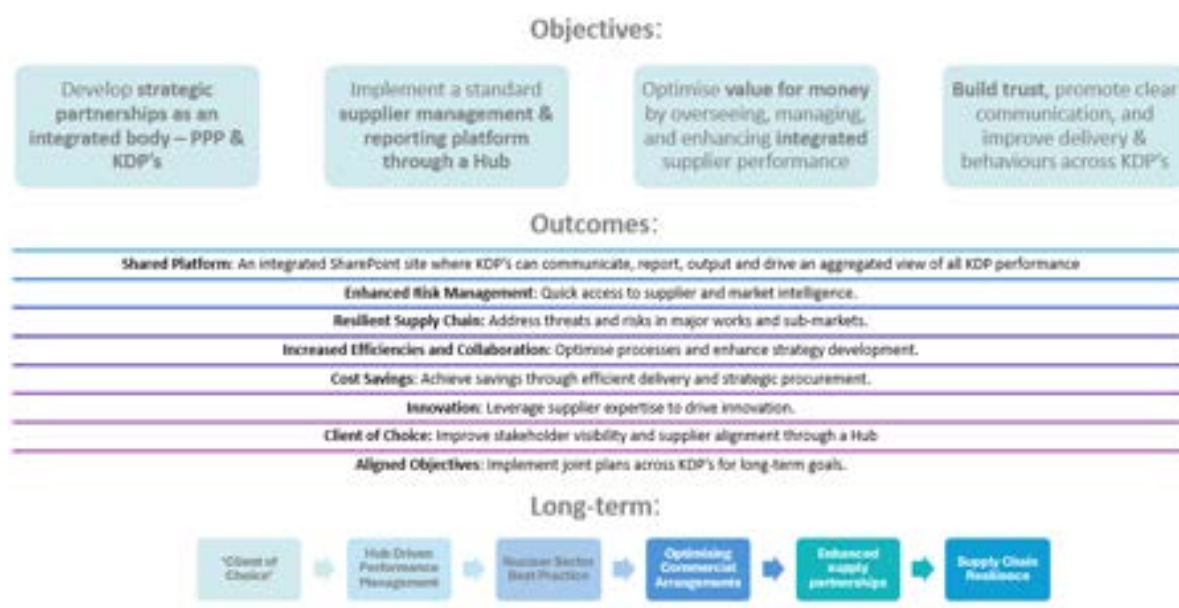 Objectives:
Develop strategic
partnerships as an
integrated body – PPP &
KDP's
Implement a standard
supplier management &
reporting platform
through a Hub
Optimise value for money
by overseeing, managing,
and enhancing integrated
supplier performance
Build trust, promote clear
communication, and
improve delivery &
behaviours across KDP's
Outcomes:
Shared Platform: An integrated SharePoint site where KDP's can communicate, report, output and drive an aggregated view of all KDP performance
Enhanced Risk Management: Quick access to supplier and market intelligence.
Resilient Supply Chain: Address threats and risks in major works and sub-markets.
Increased Efficiencies and Collaboration: Optimise processes and enhance strategy development.
Cost Savings: Achieve savings through efficient delivery and strategic procurement.
Innovation: Leverage supplier expertise to drive innovation.
Client of Choice: Improve stakeholder visibility and supplier alignment through a Hub
Aligned Objectives: Implement joint plans across KDP's for long-term goals.
Long-term:
'Client of
Choice'
Hub Driven
Performance
Management
Nuclear Sector
Best Practice
Optimising
Commercial
Arrangements
Enhanced
supply
partnerships
Supply Chain
Resilience